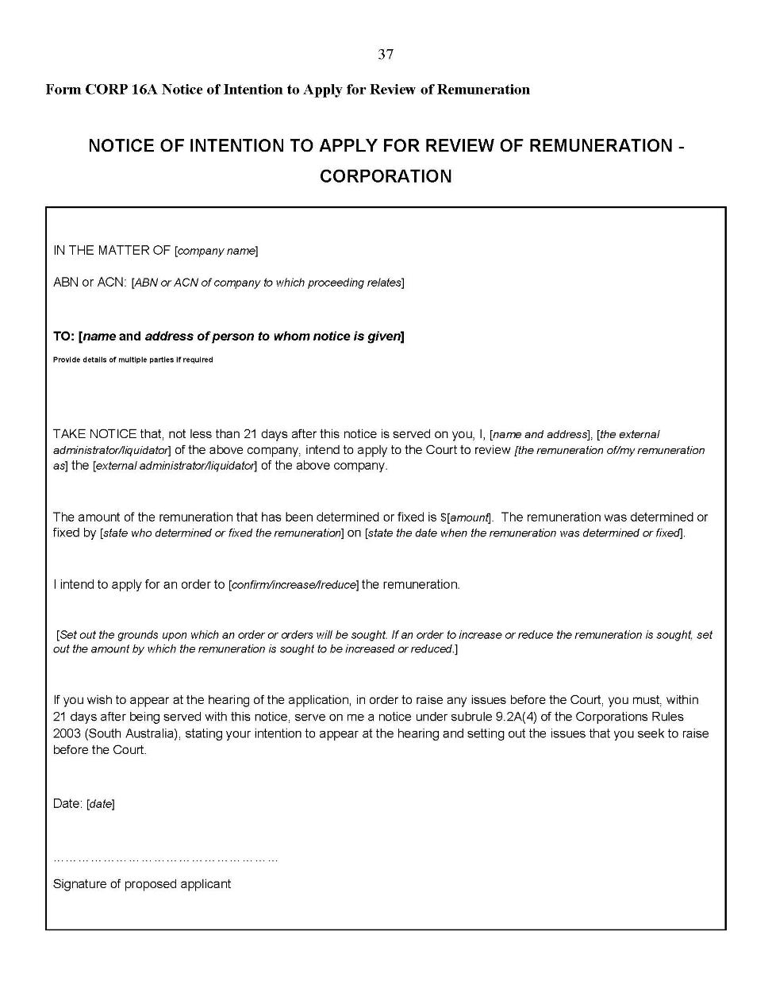 37
Form CORP 16A Notice of Intention to Apply for Review of Remuneration
NOTICE OF INTENTION TO APPLY FOR REVIEW OF REMUNERATION -
CORPORATION
IN THE MATTER OF [company name]
ABN or ACN: [ABN or ACN of company to which proceeding relates]
TO: [name and address of person to whom notice is given]
Provide details of multiple parties if required
TAKE NOTICE that, not less than 21 days after this notice is served on you, I, [name and address], [the external
administrator/liquidator] of the above company, intend to apply to the Court to review [the remuneration of/my remuneration
as] the [external administrator/liquidator] of the above company.
The amount of the remuneration that has been determined or fixed is $[amount].  The remuneration was determined or
fixed by [state who determined or fixed the remuneration] on [state the date when the remuneration was determined or fixed].
I intend to apply for an order to [confirm/increase/reduce] the remuneration.
[Set out the grounds upon which an order or orders will be sought. If an order to increase or reduce the remuneration is sought, set
out the amount by which the remuneration is sought to be increased or reduced.]
If you wish to appear at the hearing of the application, in order to raise any issues before the Court, you must, within
21 days after being served with this notice, serve on me a notice under subrule 9.2A(4) of the Corporations Rules
2003 (South Australia), stating your intention to appear at the hearing and setting out the issues that you seek to raise
before the Court.
Date: [date]
………………………………………………
Signature of proposed applicant